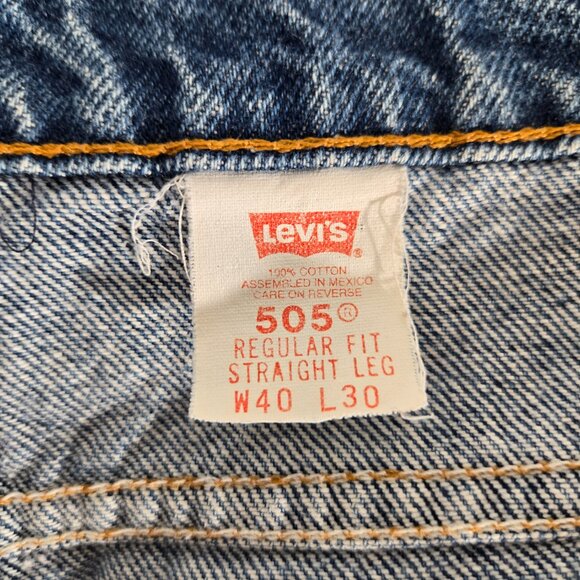 Levi's ®
100% COTTON
ASSEMBLED IN MEXICO
CARE ON REVERSE
505®
REGULAR FIT
STRAIGHT LEG
W40 L30